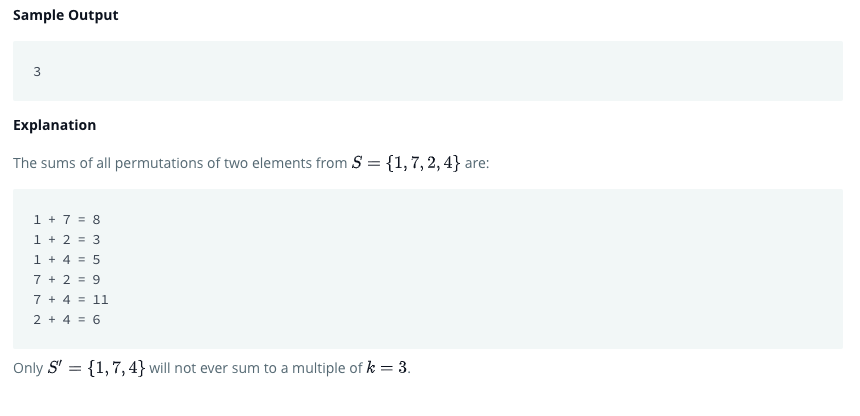 Sample Output
3
Explanation
The sums of all permutations of two elements from S = {1, 7, 2, 4} are:
1 + 7 = 8
1 + 2 = 3
1 + 4 = 5
7 + 2 = 9
7 + 4 = 11
2 + 4 = 6
Only S′ = {1, 7, 4} will not ever sum to a multiple of k = 3.